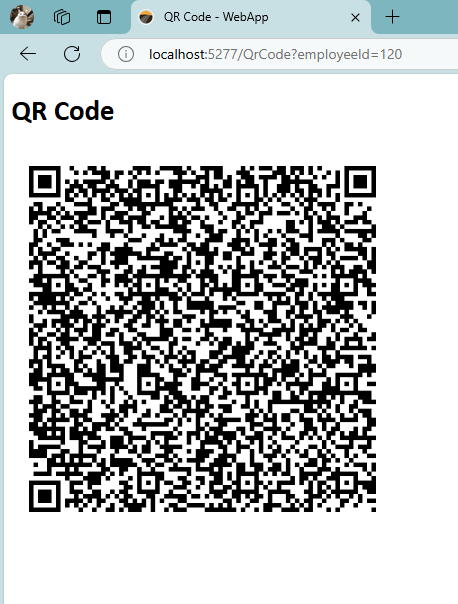 QR Code - WebApp
localhost:5277/QrCode?employeeId=120
QR Code